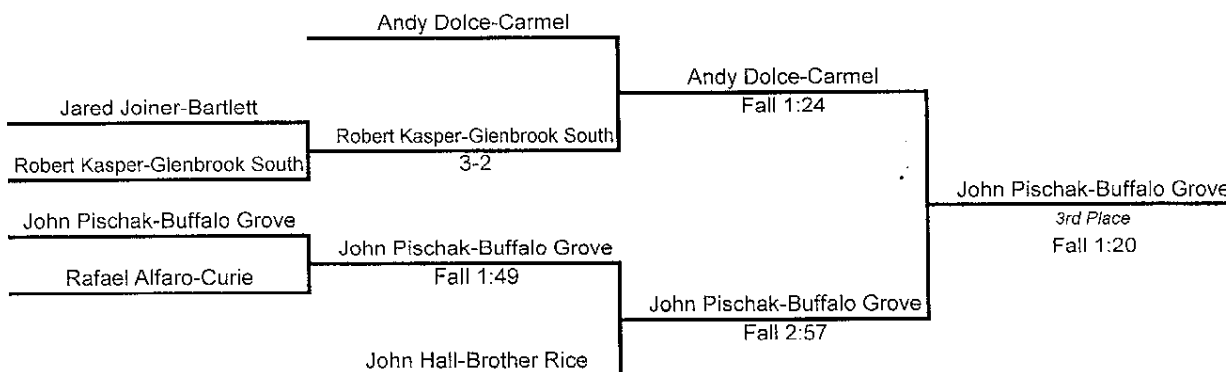 Andy Dolce-Carmel
Andy Dolce-Carmel
Fall 1:24
Jared Joiner-Bartlett
Robert Kasper-Glenbrook South
3-2
Robert Kasper-Glenbrook South
John Pischak-Buffalo Grove
3rd Place
Fall 1:20
John Pischak-Buffalo Grove
John Pischak-Buffalo Grove
Fall 1:49
Rafael Alfaro-Curie
John Pischak-Buffalo Grove
Fall 2:57
John Hall-Brother Rice